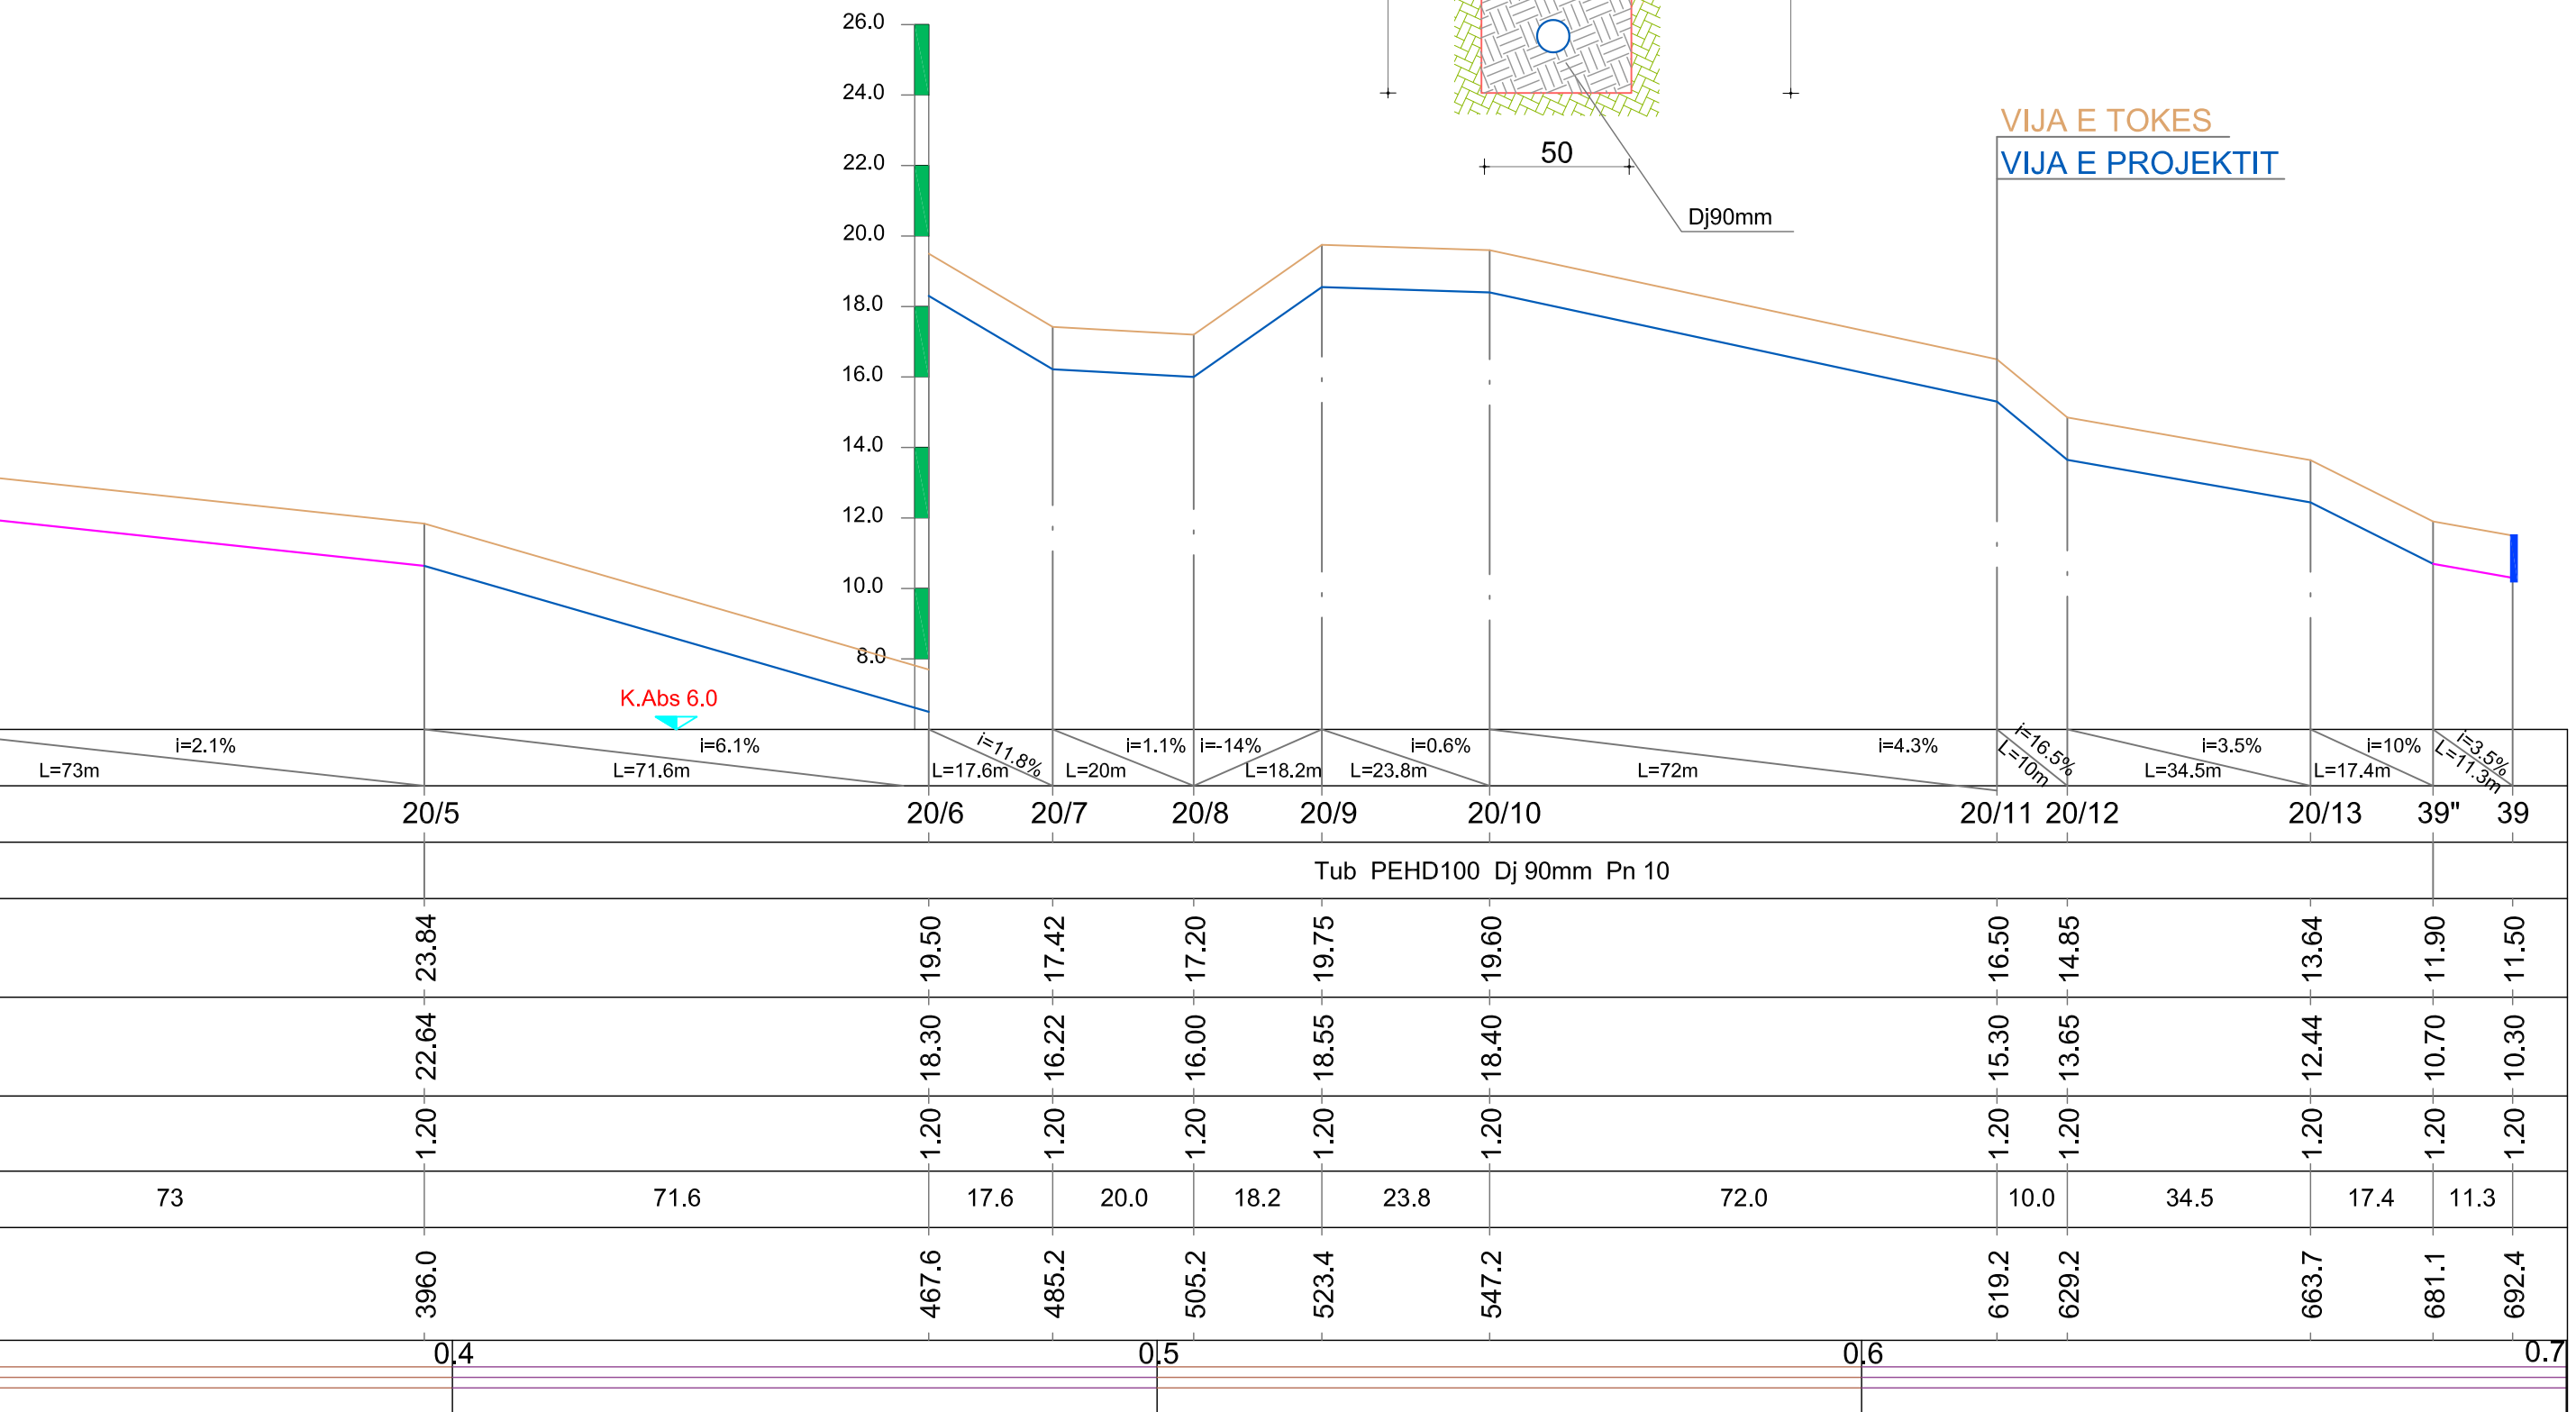 26.0
24.0
22.0
20.0
18.0
16.0
14.0
12.0
10.0
8.0
50
Dj90mm
VIJA E TOKES
VIJA E PROJEKTIT
K.Abs 6.0
i=2.1% i=6.1% i=11.8% i=1.1% i=-14% i=0.6% i=4.3% i=16.5% i=3.5% i=10% i=3.5%
L=73m L=71.6m L=17.6m L=20m L=18.2m L=23.8m L=72m L=10m L=34.5m L=17.4m L=11.3m
20/5 20/6 20/7 20/8 20/9 20/10 20/11 20/12 20/13 39" 39
Tub PEHD100 Dj 90mm Pn 10
23.84 19.50 17.42 17.20 19.75 19.60 16.50 14.85 13.64 11.90 11.50
22.64 18.30 16.22 16.00 18.55 18.40 15.30 13.65 12.44 10.70 10.30
1.20 1.20 1.20 1.20 1.20 1.20 1.20 1.20 1.20 1.20 1.20
73 71.6 17.6 20.0 18.2 23.8 72.0 10.0 34.5 17.4 11.3
396.0 467.6 485.2 505.2 523.4 547.2 619.2 629.2 663.7 681.1 692.4
0.4 0.5 0.6 0.7